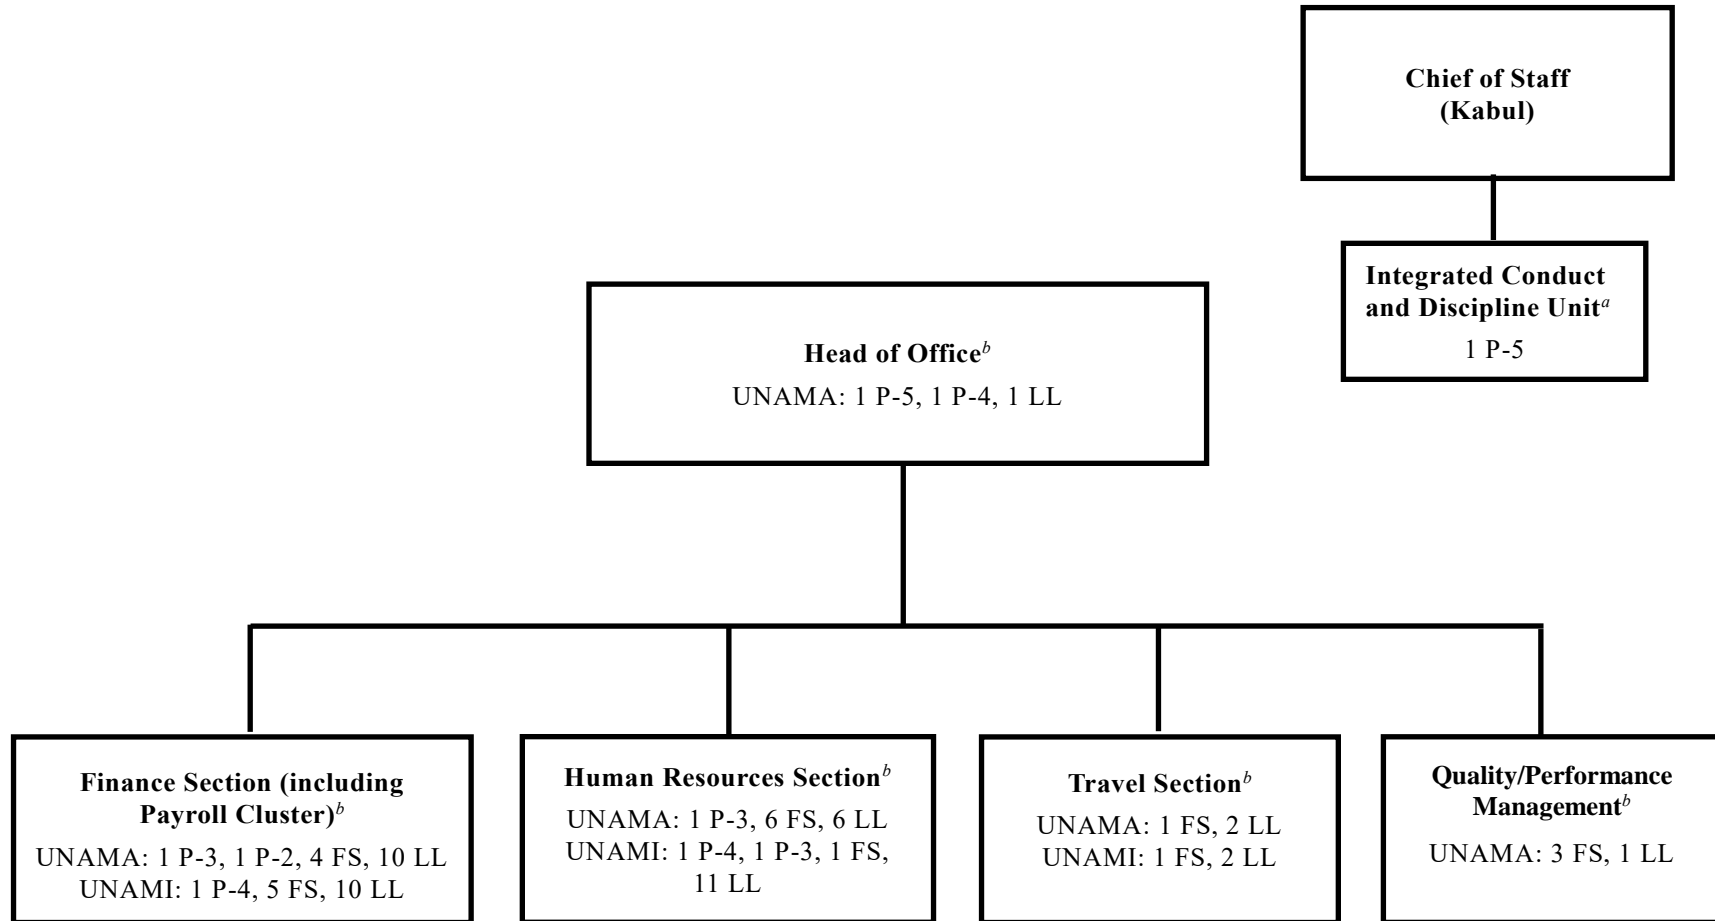 Chief of Staff
(Kabul)
Integrated Conduct
and Discipline Unitᵃ
1 P-5
Head of Officeᵇ
UNAMA: 1 P-5, 1 P-4, 1 LL
Finance Section (including
Payroll Cluster)ᵇ
UNAMA: 1 P-3, 1 P-2, 4 FS, 10 LL
UNAMI: 1 P-4, 5 FS, 10 LL
Human Resources Sectionᵇ
UNAMA: 1 P-3, 6 FS, 6 LL
UNAMI: 1 P-4, 1 P-3, 1 FS,
11 LL
Travel Sectionᵇ
UNAMA: 1 FS, 2 LL
UNAMI: 1 FS, 2 LL
Quality/Performance
Managementᵇ
UNAMA: 3 FS, 1 LL